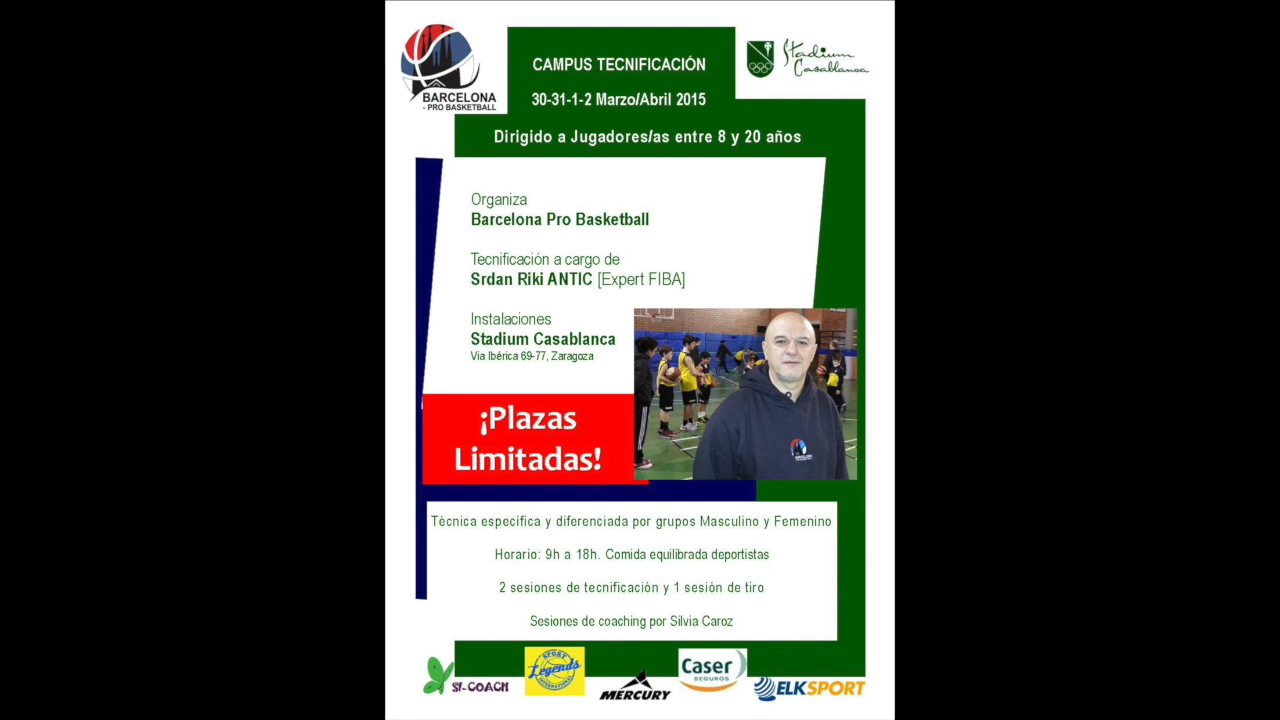 BARCELONA
- PRO BASKETBALL
CAMPUS TECNIFICACIÓN
30-31-1-2 Marzo/Abril 2015
Stadium
Casablanca
Dirigido a Jugadores/as entre 8 y 20 años
Organiza
Barcelona Pro Basketball
Tecnificación a cargo de
Srdan Riki ANTIC [Expert FIBA]
Instalaciones
Stadium Casablanca
Via Ibérica 69-77, Zaragoza
¡Plazas
Limitadas!
BARCELONA
Técnica específica y diferenciada por grupos Masculino y Femenino
Horario: 9h a 18h. Comida equilibrada deportistas
2 sesiones de tecnificación y 1 sesión de tiro
Sesiones de coaching por Silvia Caroz
SI-COACH
SPORT
Legends
INTERNATIONAL
MERCURY
Caser
SEGUROS
ELKSPORT